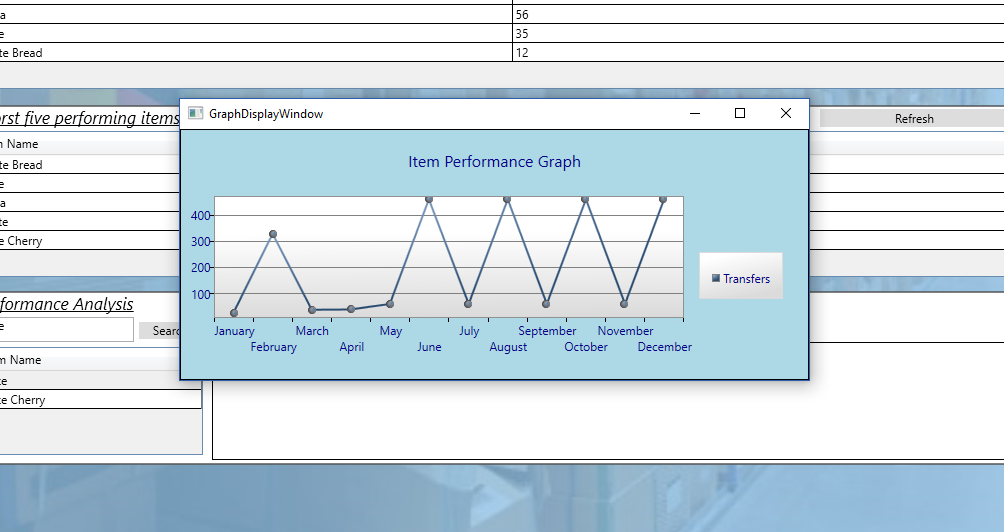 a 56
e 35
te Bread 12
orst five performing items
Refresh
n Name
te Bread
e
a
te
e Cherry
GraphDisplayWindow
Item Performance Graph
400
300
200
100
January March May July September November
February April June August October December
Transfers
formance Analysis
e
Searc
m Name
te
te Cherry